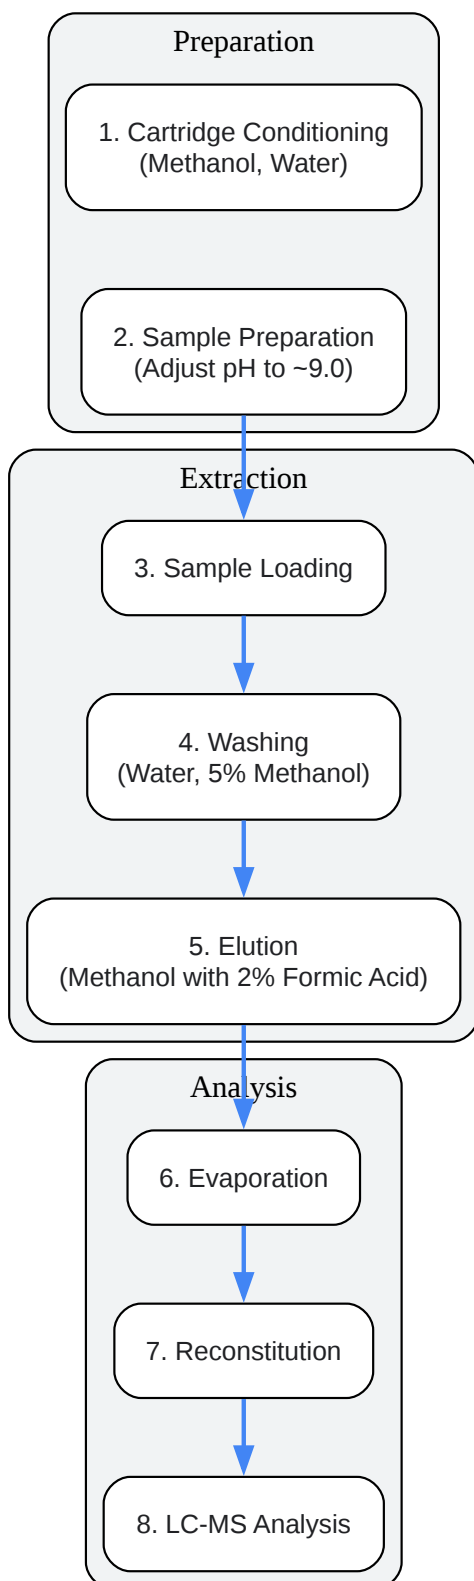 Preparation
1. Cartridge Conditioning
(Methanol, Water)
2. Sample Preparation
(Adjust pH to ~9.0)
Extraction
3. Sample Loading
4. Washing
(Water, 5% Methanol)
5. Elution
(Methanol with 2% Formic Acid)
Analysis
6. Evaporation
7. Reconstitution
8. LC-MS Analysis